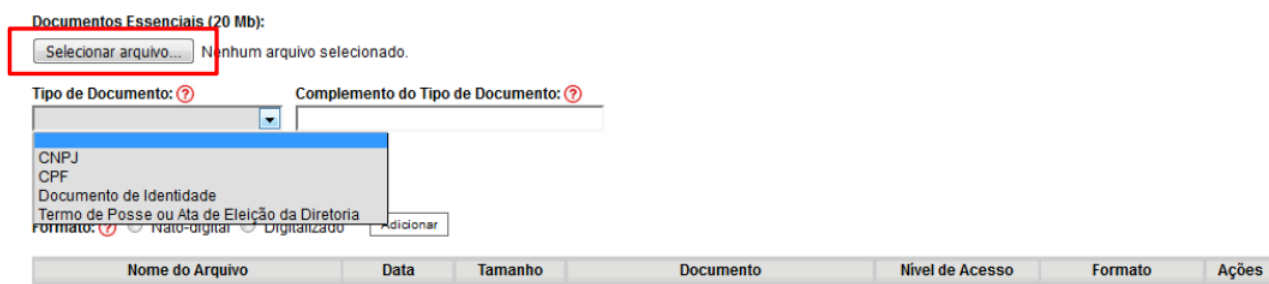 Documentos Essenciais (20 Mb):
Selecionar arquivo... Nenhum arquivo selecionado.
Tipo de Documento: ? Complemento do Tipo de Documento: ?
CNPJ
CPF
Documento de Identidade
Termo de Posse ou Ata de Eleição da Diretoria
Formato: ? Nato-digital Digitalizado Adicionar
Nome do Arquivo Data Tamanho Documento Nível de Acesso Formato Ações